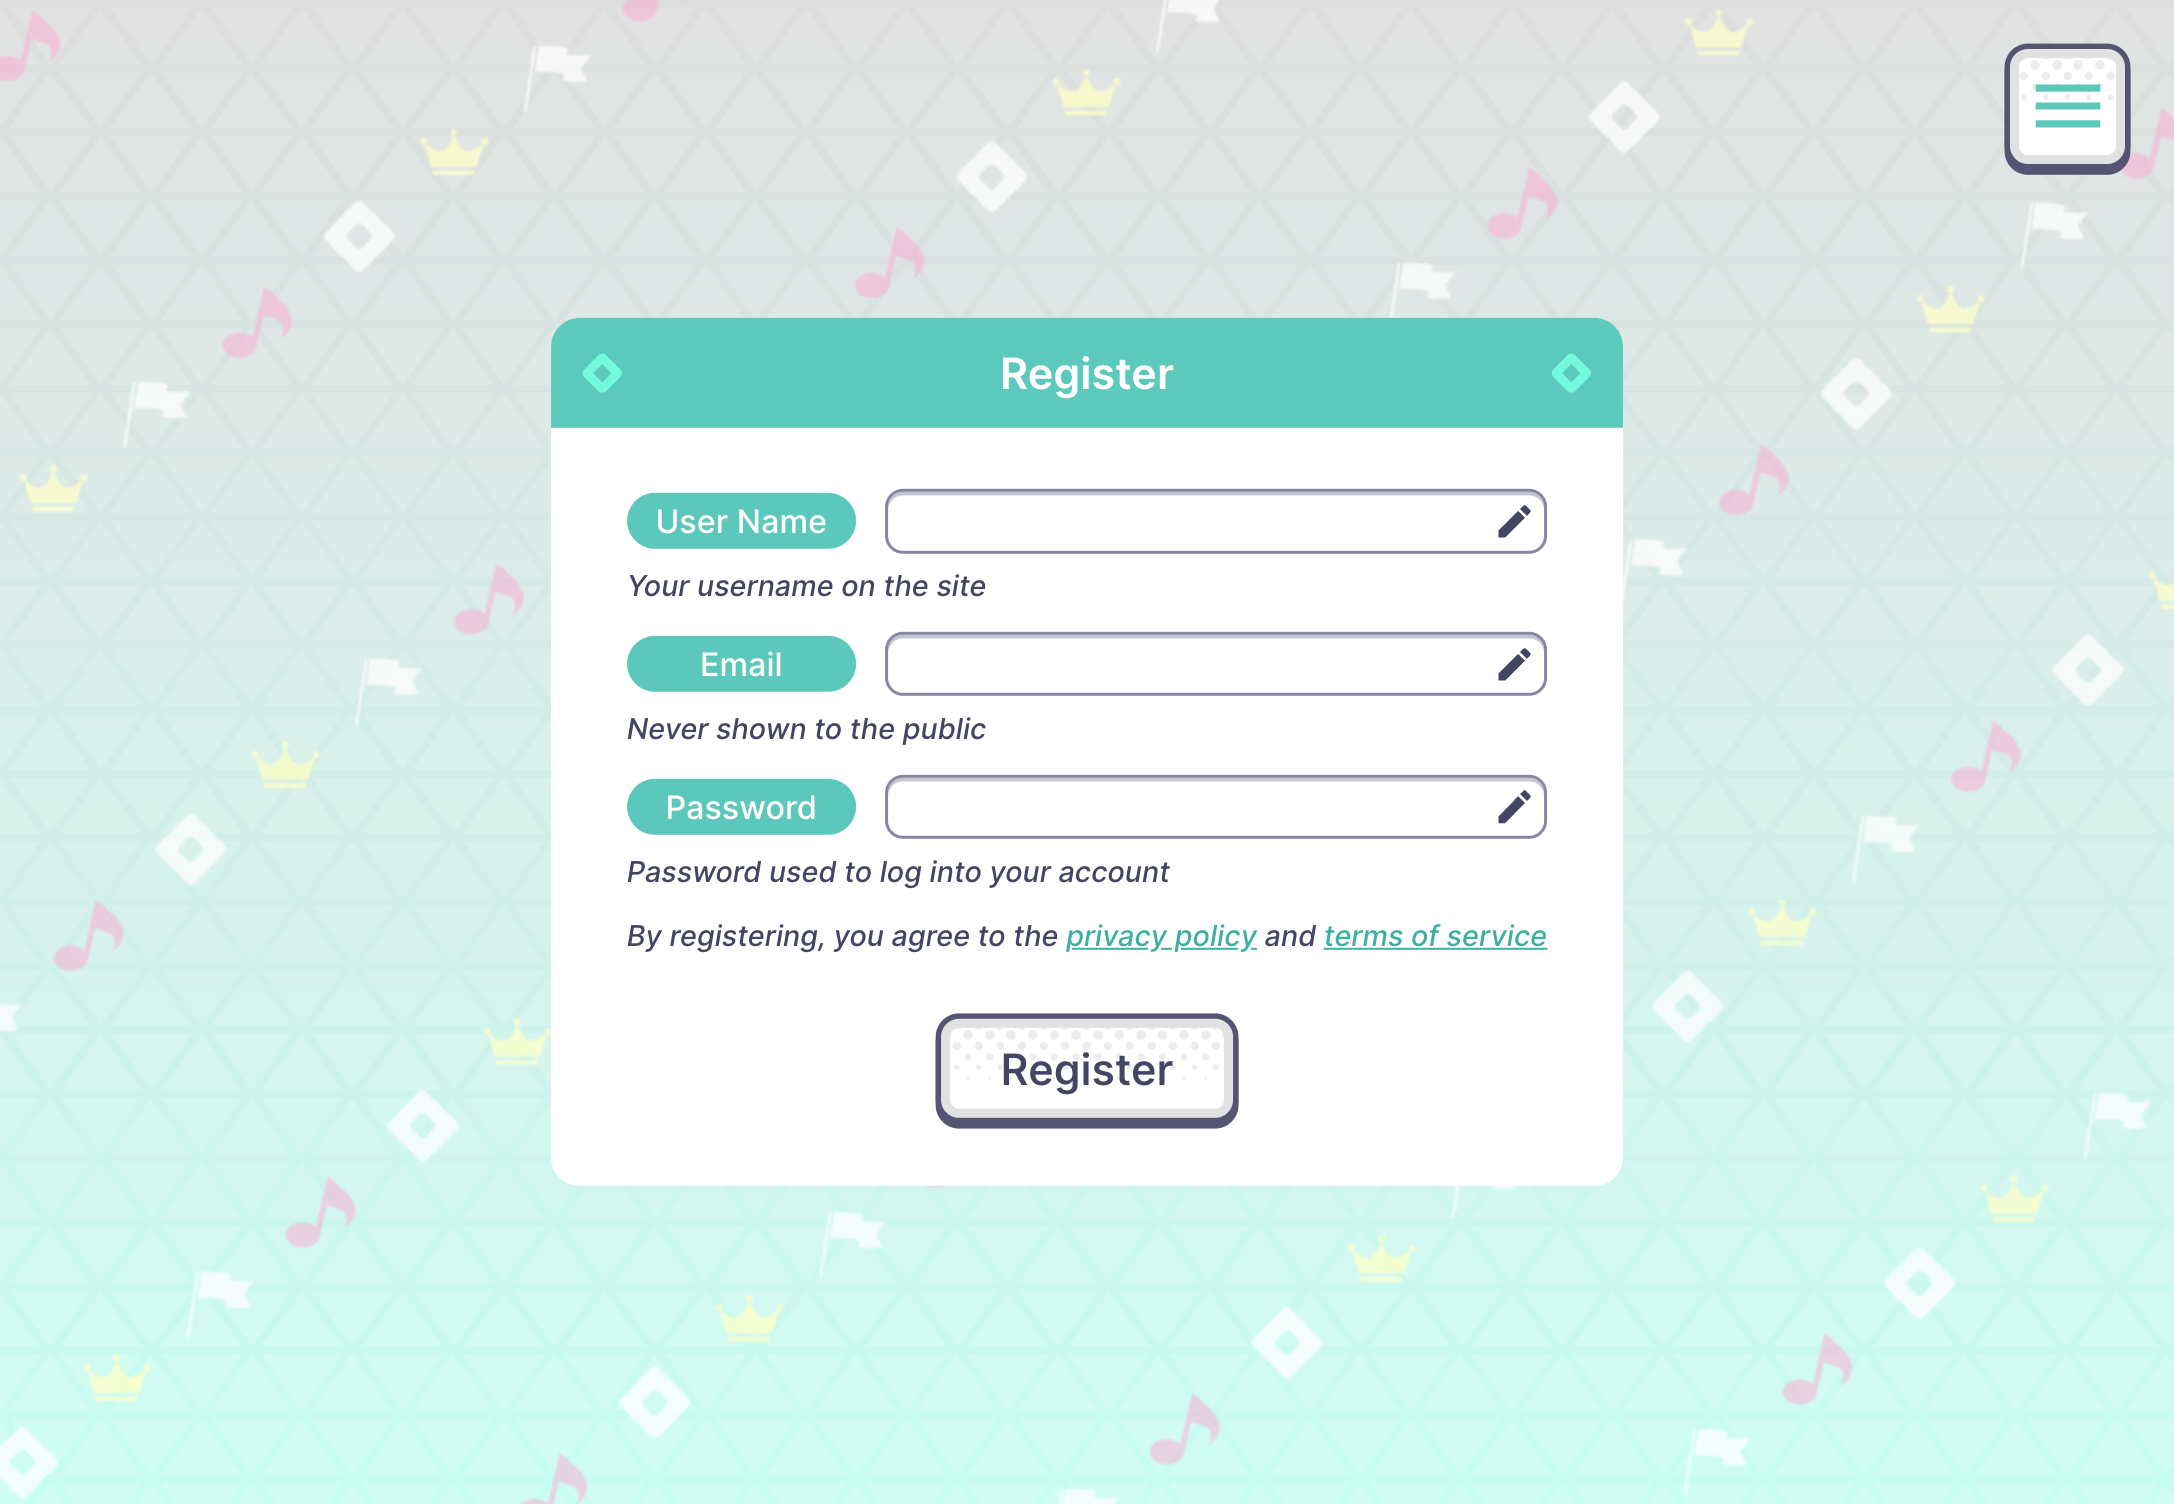 Register
User Name
Your username on the site
Email
Never shown to the public
Password
Password used to log into your account
By registering, you agree to the privacy policy and terms of service
Register